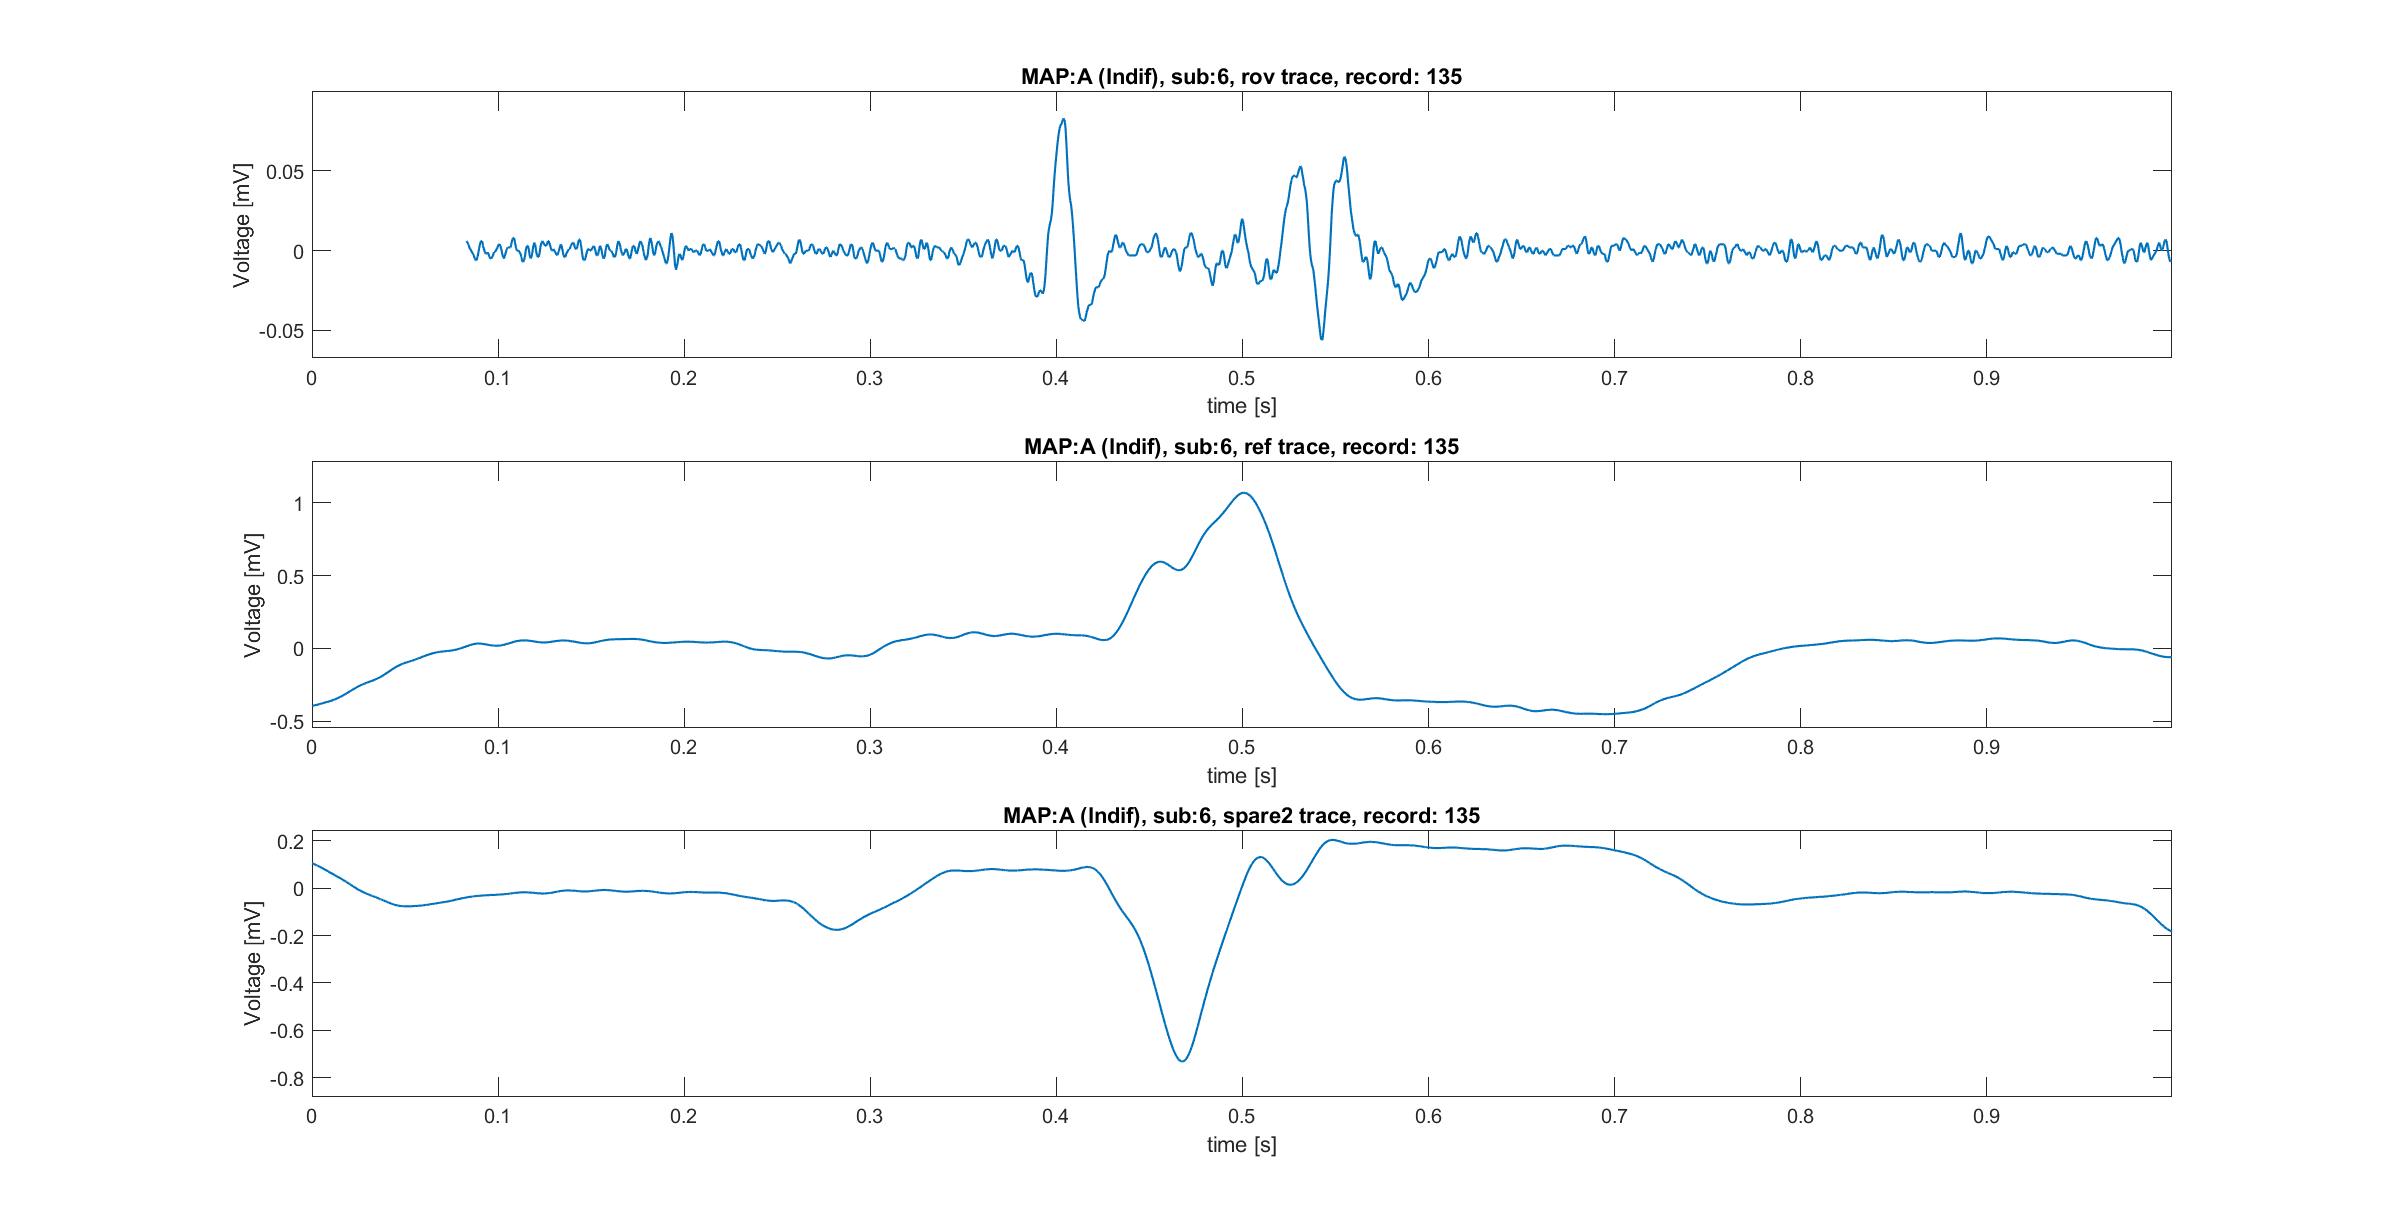 MAP:A (Indif), sub:6, rov trace, record: 135
Voltage [mV]
0.05
0
-0.05
0 0.1 0.2 0.3 0.4 0.5 0.6 0.7 0.8 0.9
time [s]
MAP:A (Indif), sub:6, ref trace, record: 135
Voltage [mV]
1
0.5
0
-0.5
0 0.1 0.2 0.3 0.4 0.5 0.6 0.7 0.8 0.9
time [s]
MAP:A (Indif), sub:6, spare2 trace, record: 135
Voltage [mV]
0.2
0
-0.2
-0.4
-0.6
-0.8
0 0.1 0.2 0.3 0.4 0.5 0.6 0.7 0.8 0.9
time [s]